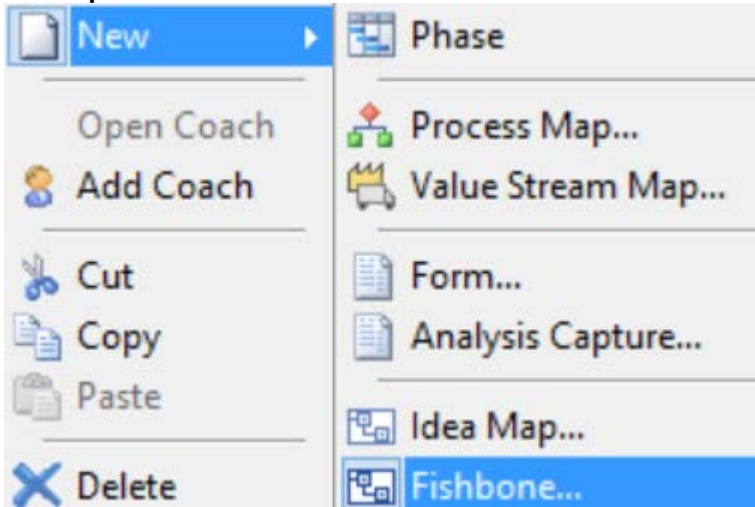 New
Open Coach
Add Coach
Cut
Copy
Paste
Delete
Phase
Process Map...
Value Stream Map...
Form...
Analysis Capture...
Idea Map...
Fishbone...